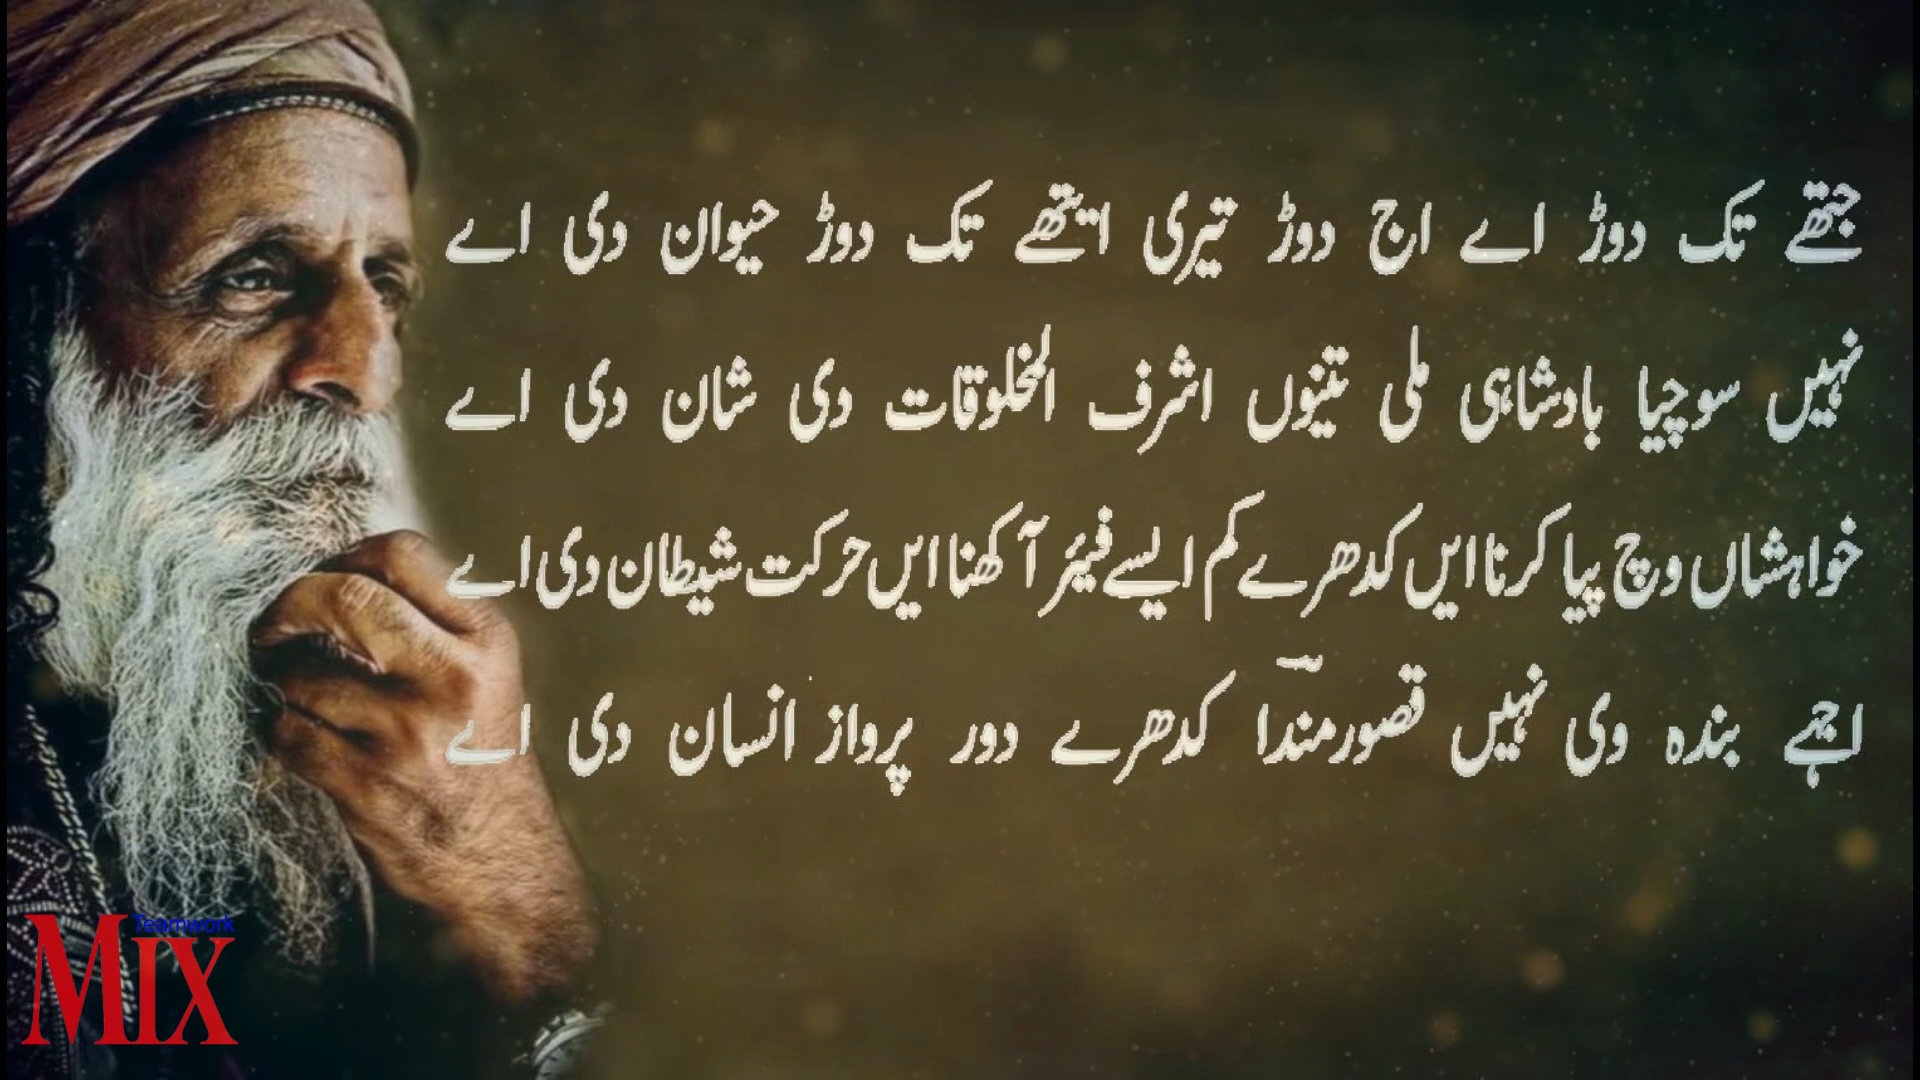 جتھے تک دوڑ اے اج دوڑ تیری ایتھے تک دوڑ حیوان دی اے
نہیں سوچیا بادشاہی ملی تینوں اشرف المخلوقات دی شان دی اے
خواہشاں وچ پیا کرنا ایں کدھرے کم ایسے فیئر آکھنا ایں حرکت شیطان دی اے
اجہے بندہ وی نہیں قصورمندا کدھرے دور پرواز انسان دی اے
Teamwork
MIX